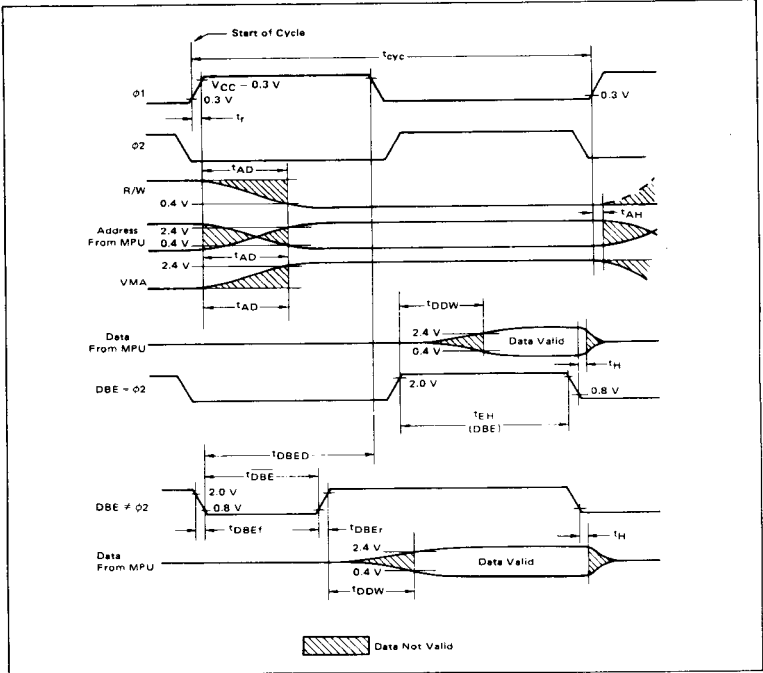 Start of Cycle
tcyc
VCC – 0.3 V
φ1
0.3 V
0.3 V
tr
φ2
tAD
R/W
0.4 V
tAH
Address
From MPU
2.4 V
0.4 V
tAD
2.4 V
VMA
tAD
tDDW
Data
From MPU
2.4 V
0.4 V
Data Valid
tH
DBE = φ2
2.0 V
0.8 V
tEH
(DBE)
tDBED
tDBE
DBE ≠ φ2
2.0 V
0.8 V
tDBEf
tDBEr
tH
Data
From MPU
2.4 V
0.4 V
Data Valid
tDDW
Data Not Valid